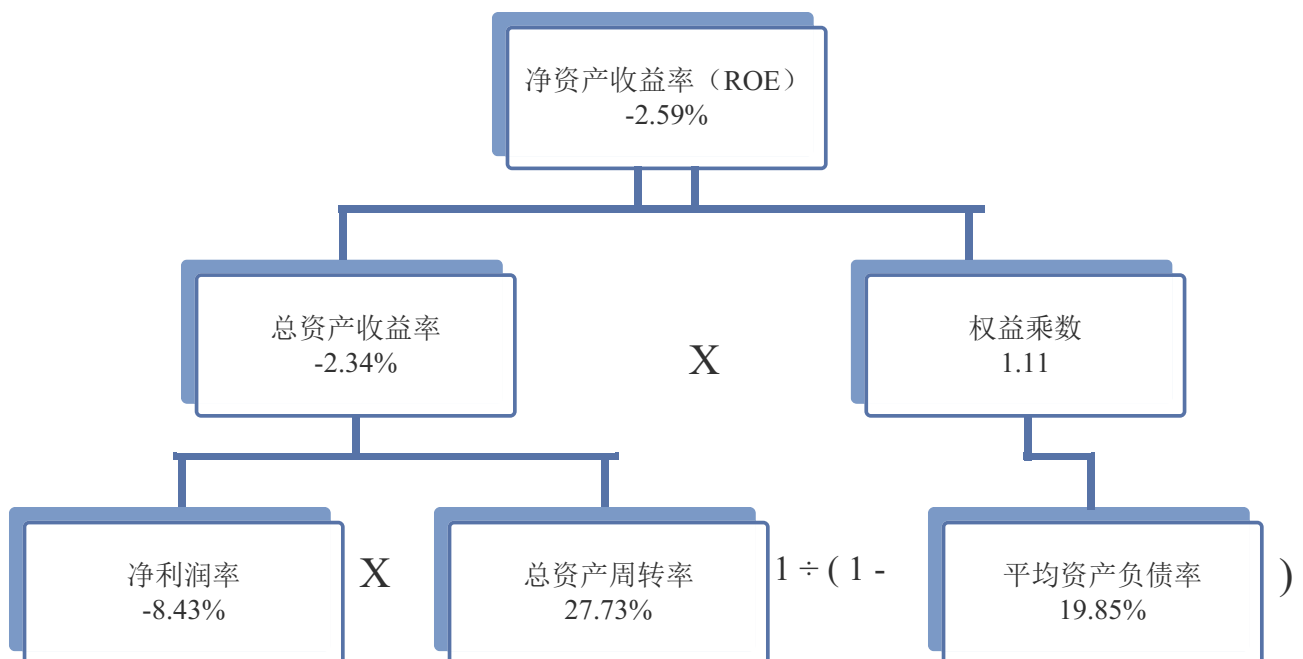 净资产收益率（ROE）
-2.59%
总资产收益率
-2.34%
X
权益乘数
1.11
净利润率
-8.43%
X
总资产周转率
27.73%
1 ÷ ( 1 -
平均资产负债率
19.85%
)